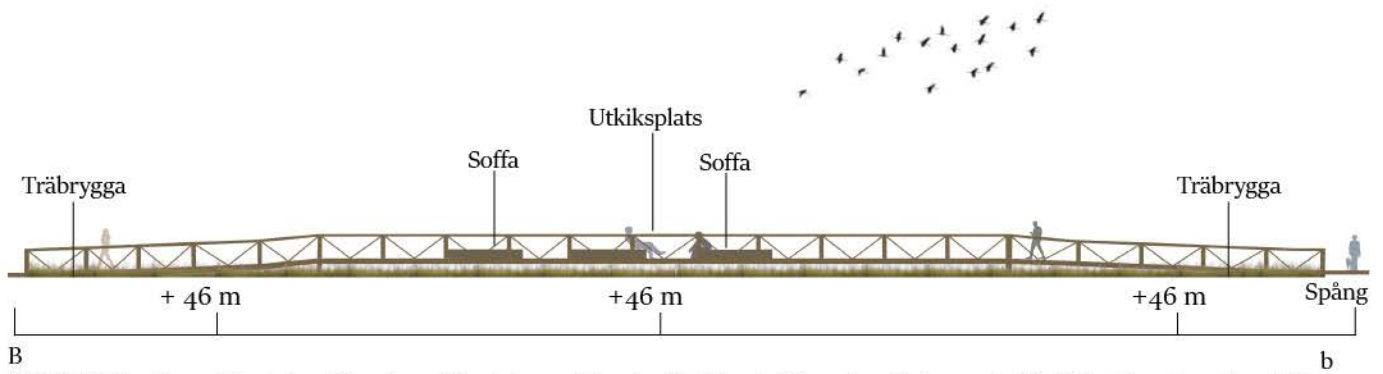 Utkiksplats
Soffa
Soffa
Träbrygga
Träbrygga
+ 46 m
+46 m
+46 m
Spång
B
b